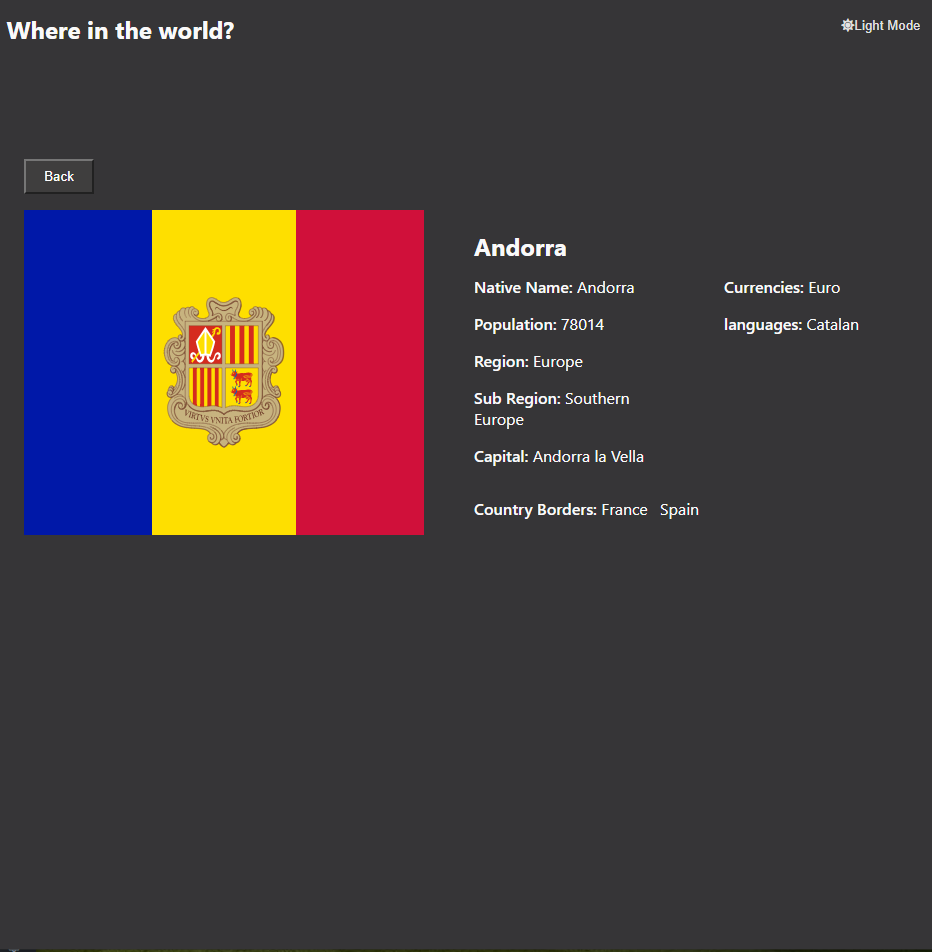 Where in the world?
Light Mode
Back
Andorra
Native Name: Andorra
Population: 78014
Region: Europe
Sub Region: Southern
Europe
Capital: Andorra la Vella
Currencies: Euro
languages: Catalan
Country Borders: France Spain
VIRTVS VNITA FORTIOR